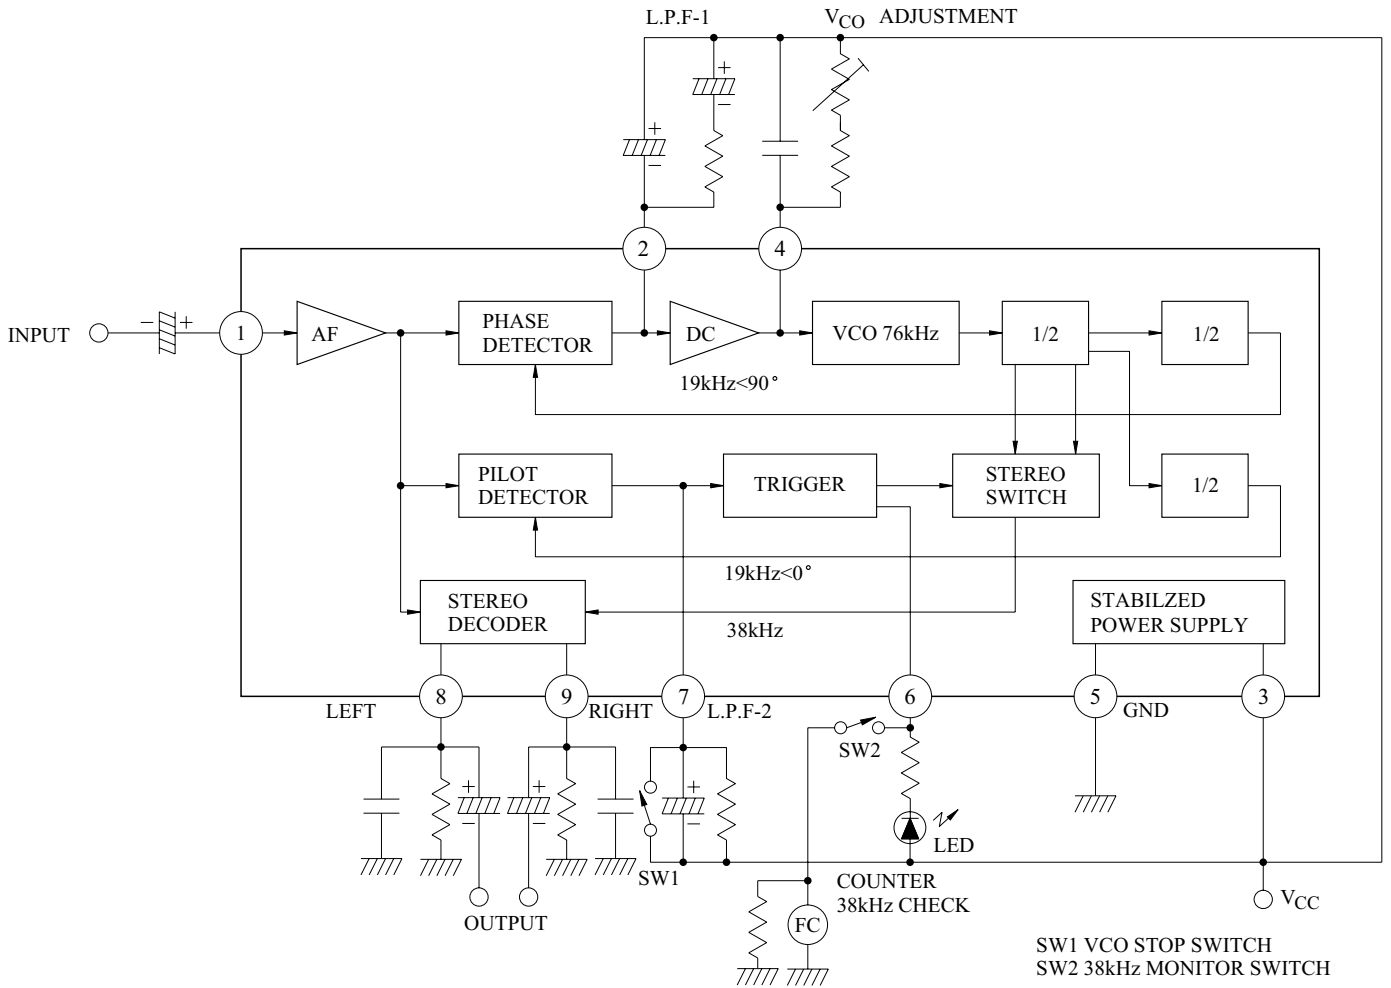 L.P.F-1
VCO ADJUSTMENT
+
−
+
−
2
4
INPUT
− +
1
AF
PHASE
DETECTOR
DC
VCO 76kHz
1/2
1/2
19kHz<90°
PILOT
DETECTOR
TRIGGER
STEREO
SWITCH
1/2
19kHz<0°
STEREO
DECODER
38kHz
STABILZED
POWER SUPPLY
8
9
7
6
5
3
LEFT
RIGHT
L.P.F-2
GND
SW2
+
−
+
−
+
−
LED
SW1
COUNTER
38kHz CHECK
OUTPUT
FC
VCC
SW1 VCO STOP SWITCH
SW2 38kHz MONITOR SWITCH